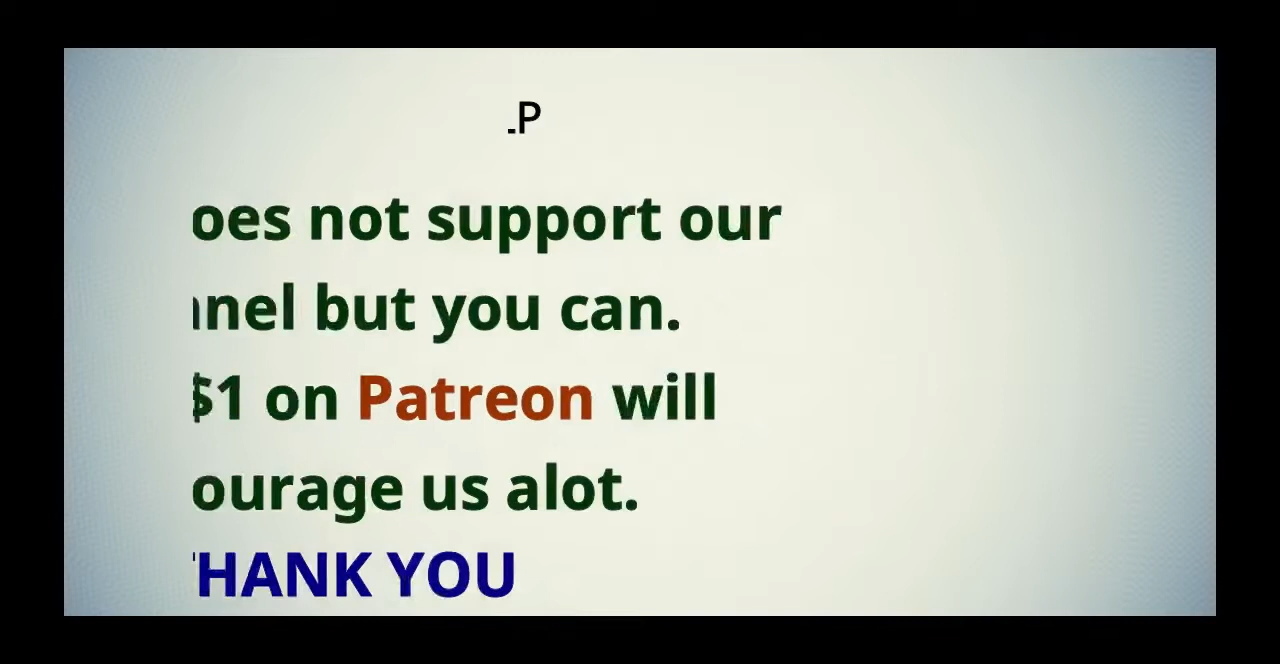 .P
oes not support our
nel but you can.
$1 on Patreon will
ourage us alot.
HANK YOU